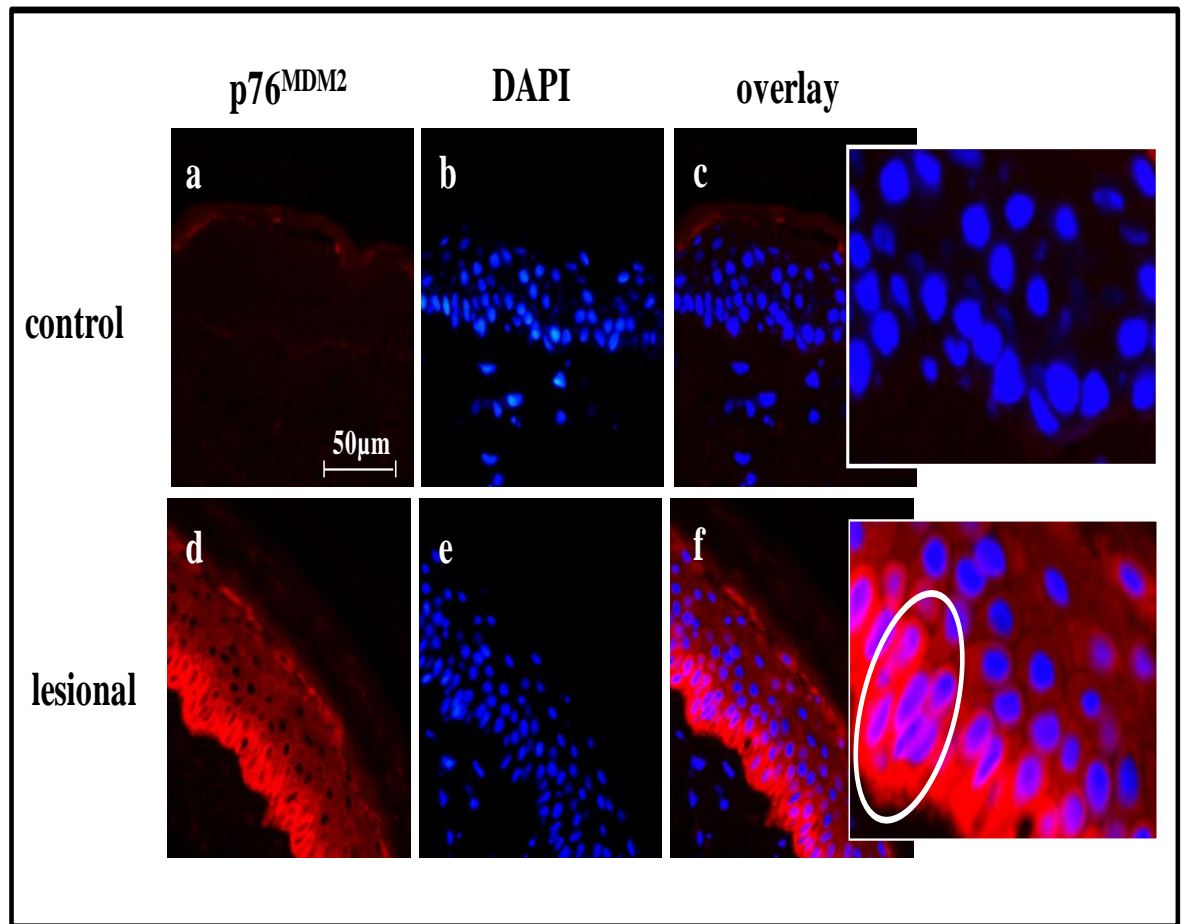 p76MDM2 DAPI overlay
control
a b c
50µm
lesional
d e f